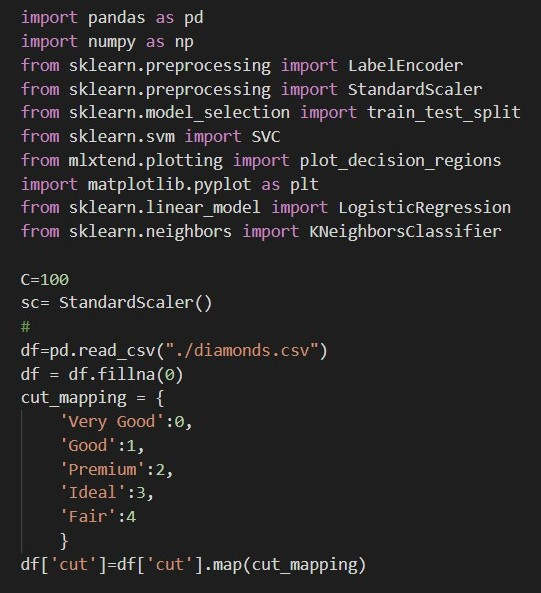 import pandas as pd
import numpy as np
from sklearn.preprocessing import LabelEncoder
from sklearn.preprocessing import StandardScaler
from sklearn.model_selection import train_test_split
from sklearn.svm import SVC
from mlxtend.plotting import plot_decision_regions
import matplotlib.pyplot as plt
from sklearn.linear_model import LogisticRegression
from sklearn.neighbors import KNeighborsClassifier

C=100
sc= StandardScaler()
#
df=pd.read_csv("./diamonds.csv")
df = df.fillna(0)
cut_mapping = {
    'Very Good':0,
    'Good':1,
    'Premium':2,
    'Ideal':3,
    'Fair':4
    }
df['cut']=df['cut'].map(cut_mapping)